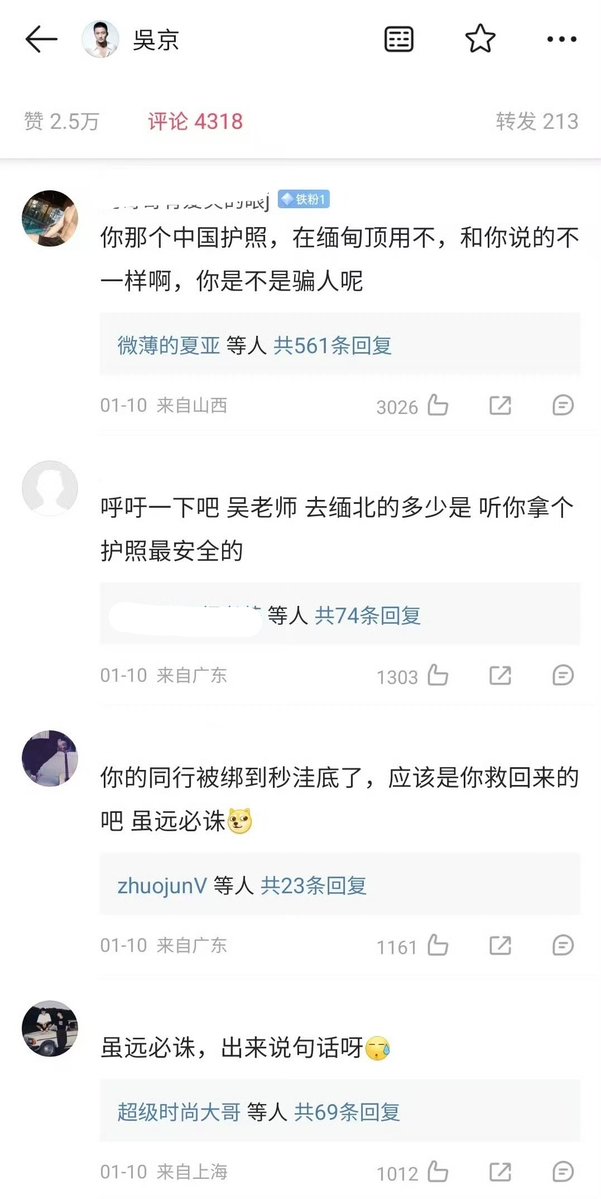 吳京
赞 2.5万
评论 4318
转发 213
铁粉1
你那个中国护照，在缅甸顶用不，和你说的不
一样啊，你是不是骗人呢
微薄的夏亚 等人 共561条回复
01-10 来自山西
3026
呼吁一下吧 吴老师 去缅北的多少是 听你拿个
护照最安全的
等人 共74条回复
01-10 来自广东
1303
你的同行被绑到秒洼底了，应该是你救回来的
吧 虽远必诛
zhuojunV 等人 共23条回复
01-10 来自广东
1161
虽远必诛，出来说句话呀
超级时尚大哥 等人 共69条回复
01-10 来自上海
1012